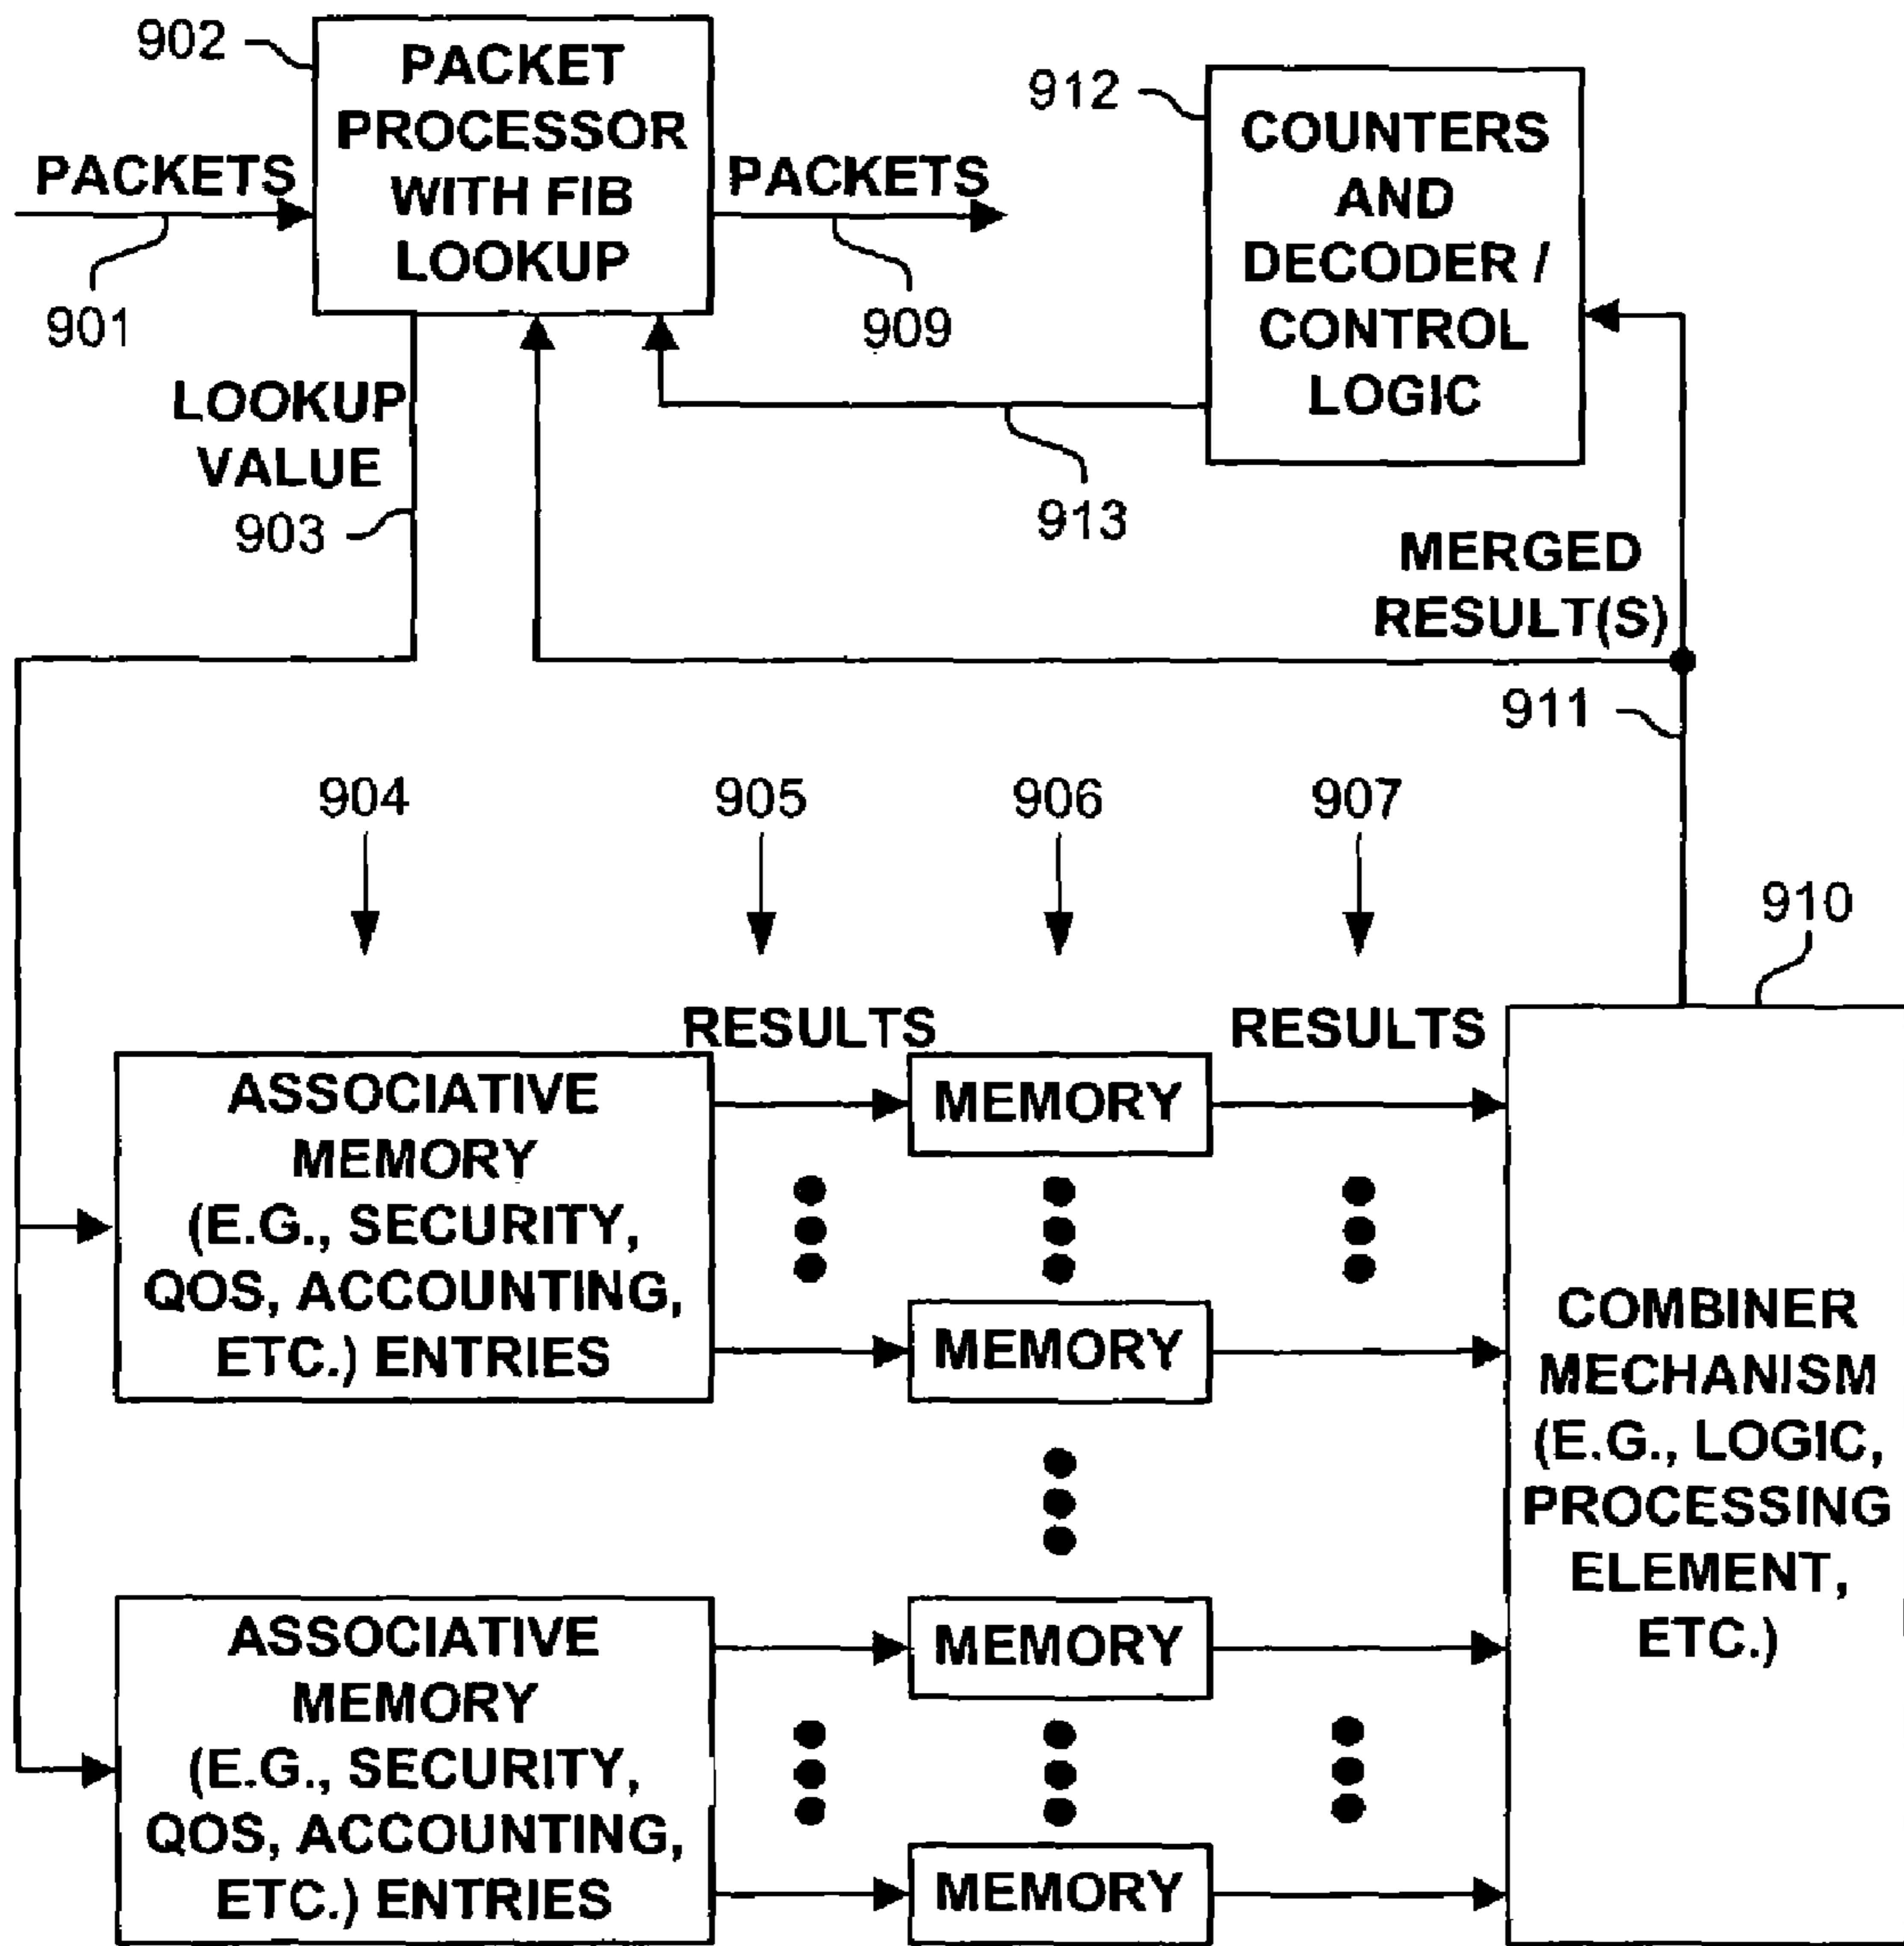 902
PACKET
PROCESSOR
WITH FIB
LOOKUP
PACKETS
901
PACKETS
909
912
COUNTERS
AND
DECODER /
CONTROL
LOGIC
LOOKUP
VALUE
903
913
MERGED
RESULT(S)
911
904
905
906
907
910
RESULTS
RESULTS
ASSOCIATIVE
MEMORY
(E.G., SECURITY,
QOS, ACCOUNTING,
ETC.) ENTRIES
MEMORY
MEMORY
COMBINER
MECHANISM
(E.G., LOGIC,
PROCESSING
ELEMENT,
ETC.)
ASSOCIATIVE
MEMORY
(E.G., SECURITY,
QOS, ACCOUNTING,
ETC.) ENTRIES
MEMORY
MEMORY